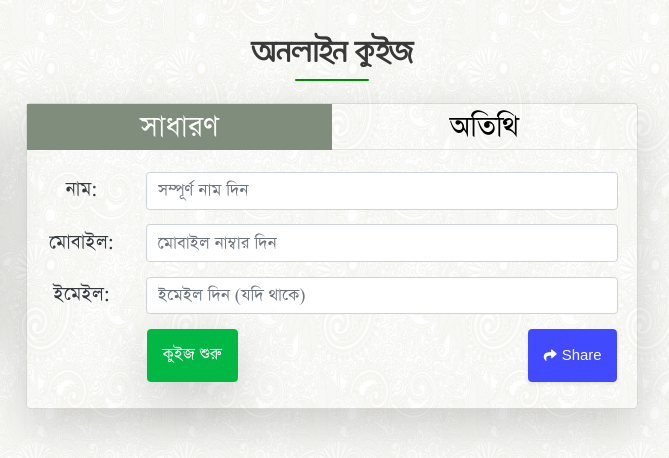 অনলাইন কুইজ
সাধারণ অতিথি
নাম: সম্পূর্ণ নাম দিন
মোবাইল: মোবাইল নাম্বার দিন
ইমেইল: ইমেইল দিন (যদি থাকে)
কুইজ শুরু Share